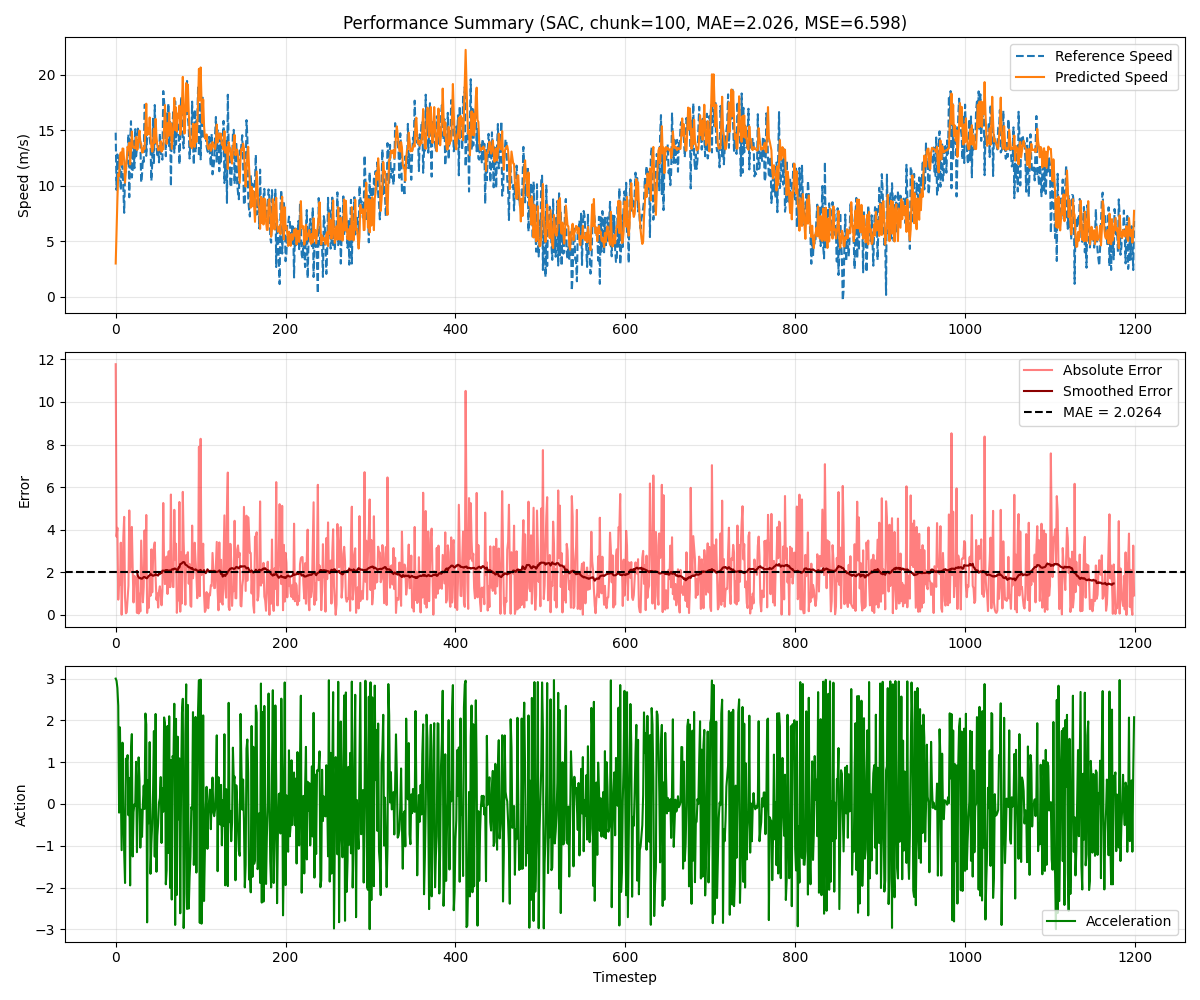 Performance Summary (SAC, chunk=100, MAE=2.026, MSE=6.598)
Speed (m/s)
20
15
10
5
0
Reference Speed
Predicted Speed
0 200 400 600 800 1000 1200
Error
12
10
8
6
4
2
0
Absolute Error
Smoothed Error
MAE = 2.0264
0 200 400 600 800 1000 1200
Action
3
2
1
0
−1
−2
−3
Acceleration
0 200 400 600 800 1000 1200
Timestep